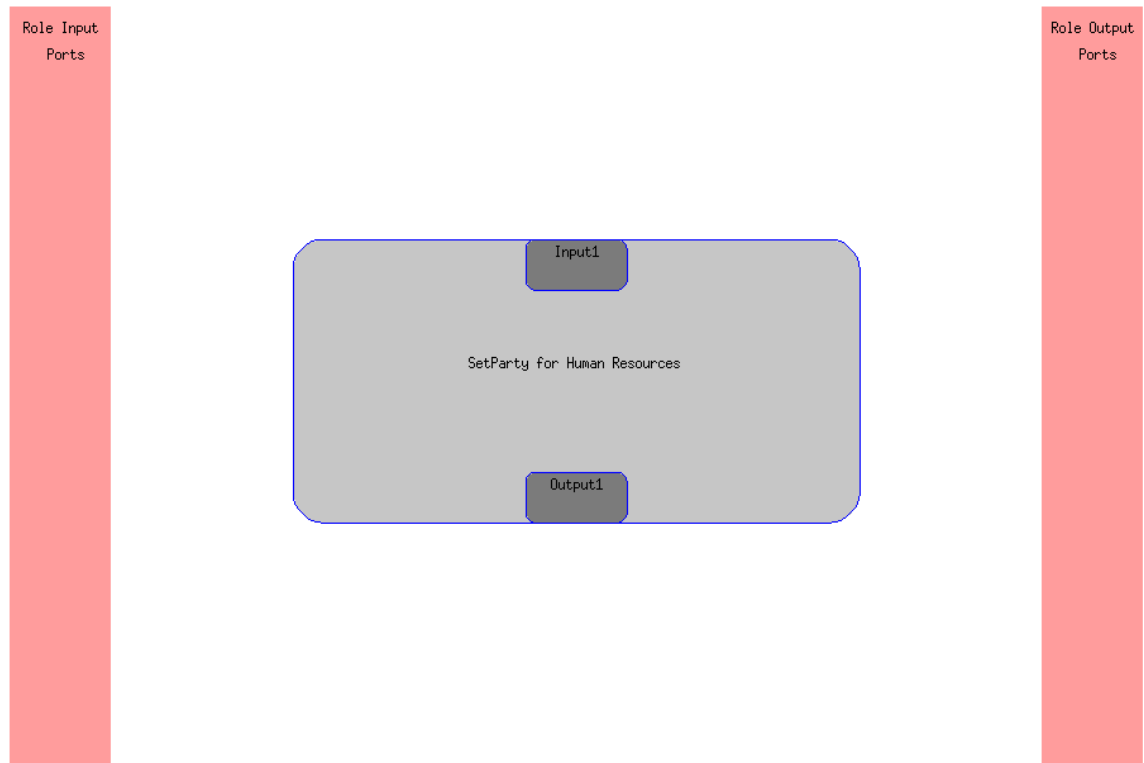 Role Input
Ports
Role Output
Ports
Input1
SetParty for Human Resources
Output1